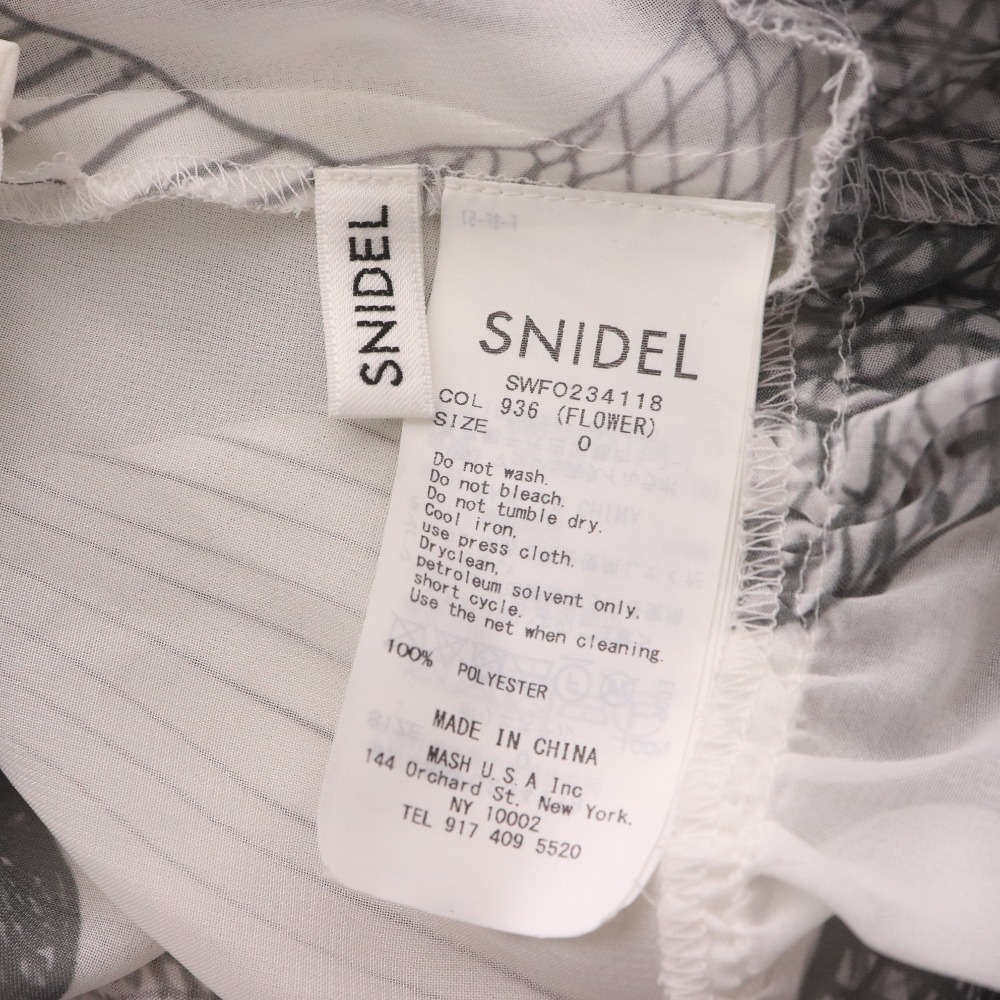 SNIDEL
SNIDEL
SWFO234118
COL 936 (FLOWER)
SIZE 0
Do not wash.
Do not bleach.
Do not tumble dry.
Cool iron,
use press cloth.
Dryclean,
petroleum solvent only,
short cycle.
Use the net when cleaning.
100% POLYESTER
MADE IN CHINA
MASH U.S.A Inc
144 Orchard St. New York.
NY 10002
TEL 917 409 5520